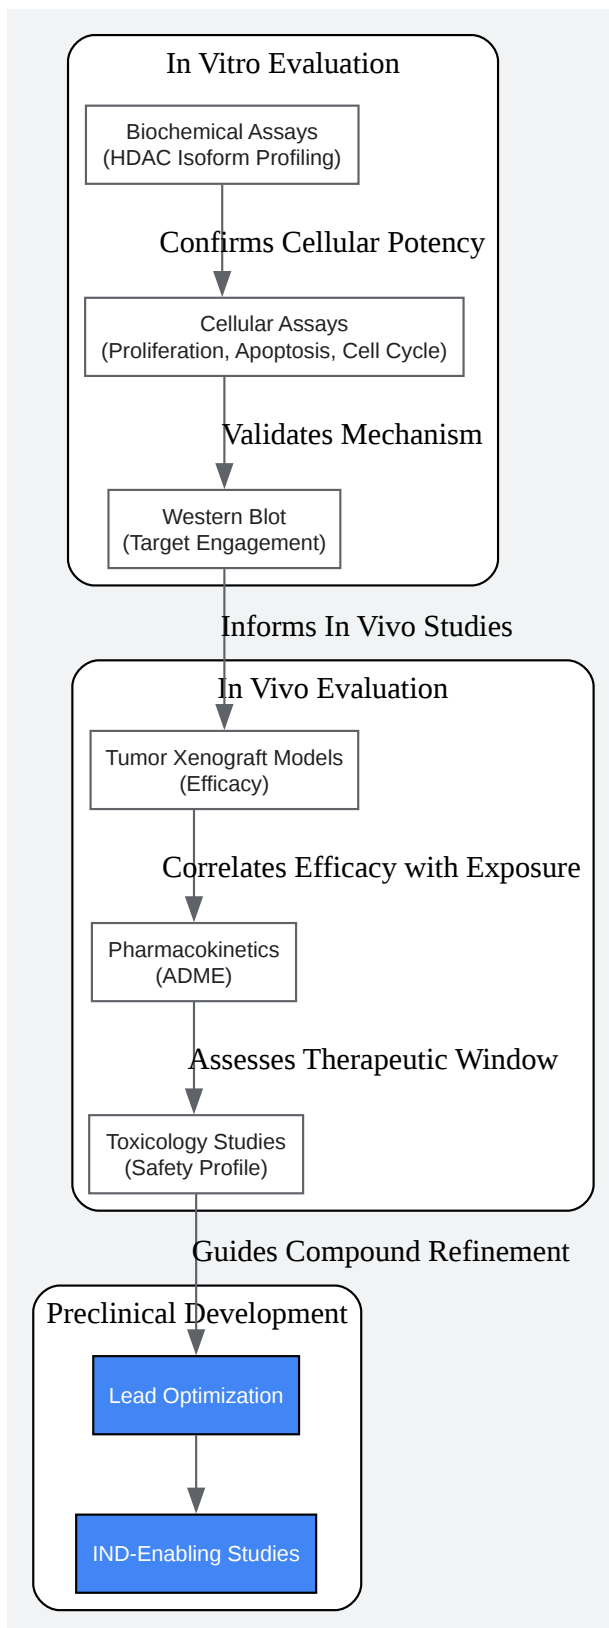 In Vitro Evaluation
Biochemical Assays
(HDAC Isoform Profiling)
Confirms Cellular Potency
Cellular Assays
(Proliferation, Apoptosis, Cell Cycle)
Validates Mechanism
Western Blot
(Target Engagement)
Informs In Vivo Studies
In Vivo Evaluation
Tumor Xenograft Models
(Efficacy)
Correlates Efficacy with Exposure
Pharmacokinetics
(ADME)
Assesses Therapeutic Window
Toxicology Studies
(Safety Profile)
Guides Compound Refinement
Preclinical Development
Lead Optimization
IND-Enabling Studies